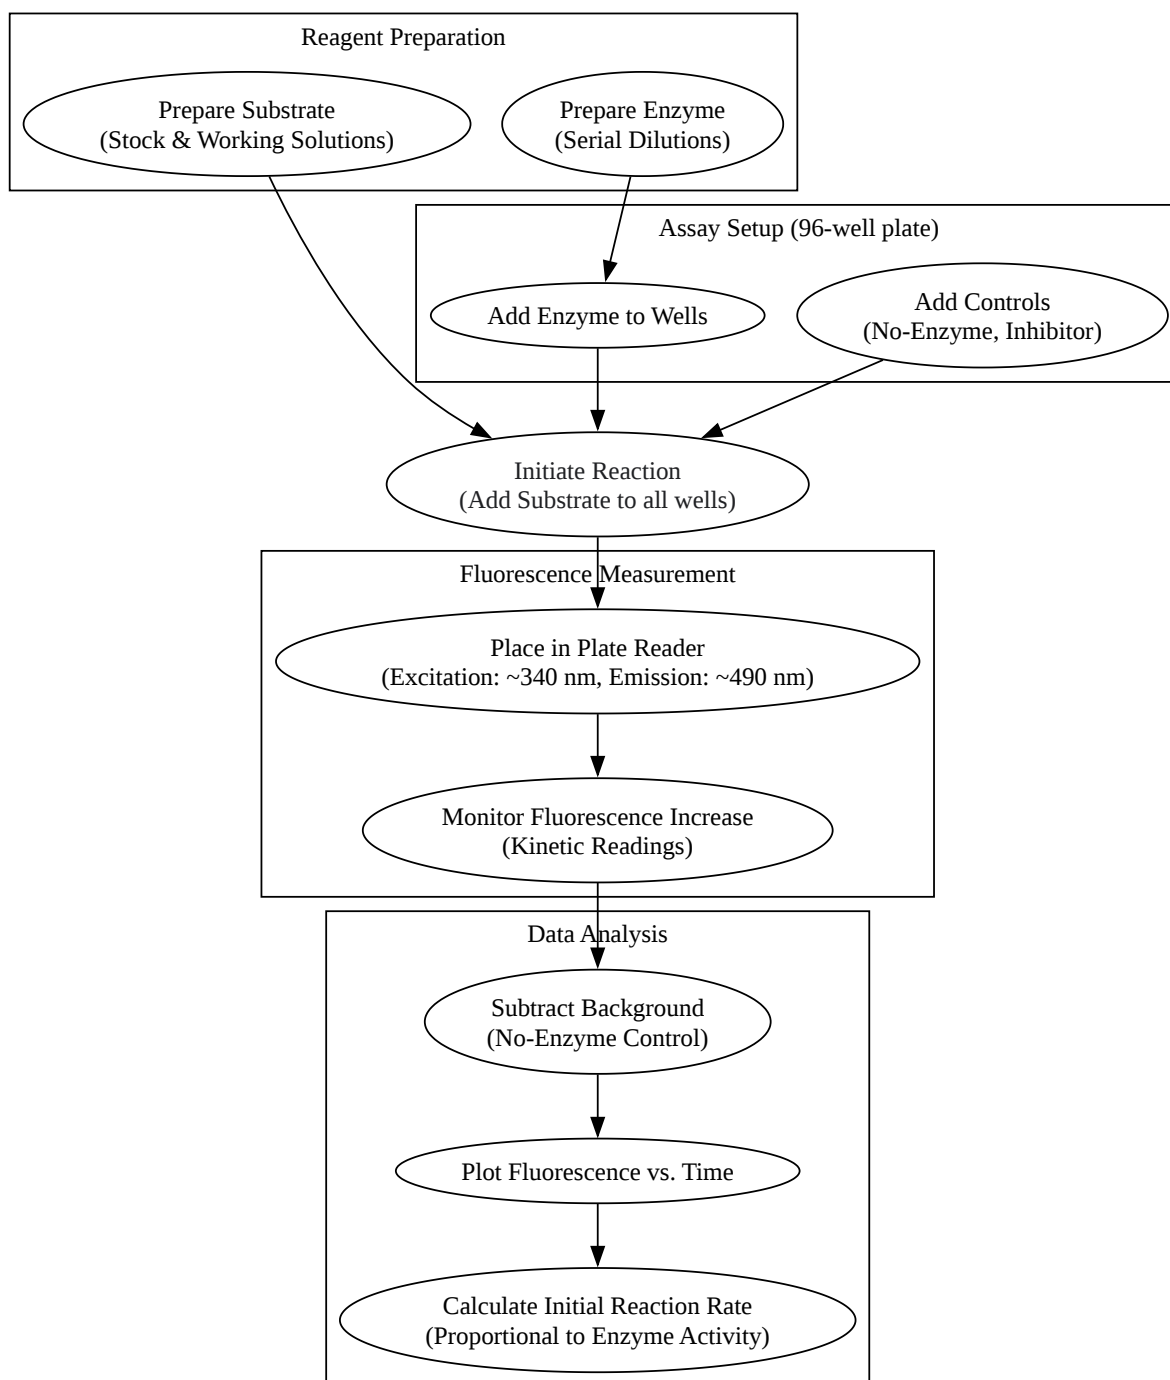 Reagent Preparation
Prepare Substrate
(Stock & Working Solutions)
Prepare Enzyme
(Serial Dilutions)
Assay Setup (96-well plate)
Add Enzyme to Wells
Add Controls
(No-Enzyme, Inhibitor)
Initiate Reaction
(Add Substrate to all wells)
Fluorescence Measurement
Place in Plate Reader
(Excitation: ~340 nm, Emission: ~490 nm)
Monitor Fluorescence Increase
(Kinetic Readings)
Data Analysis
Subtract Background
(No-Enzyme Control)
Plot Fluorescence vs. Time
Calculate Initial Reaction Rate
(Proportional to Enzyme Activity)